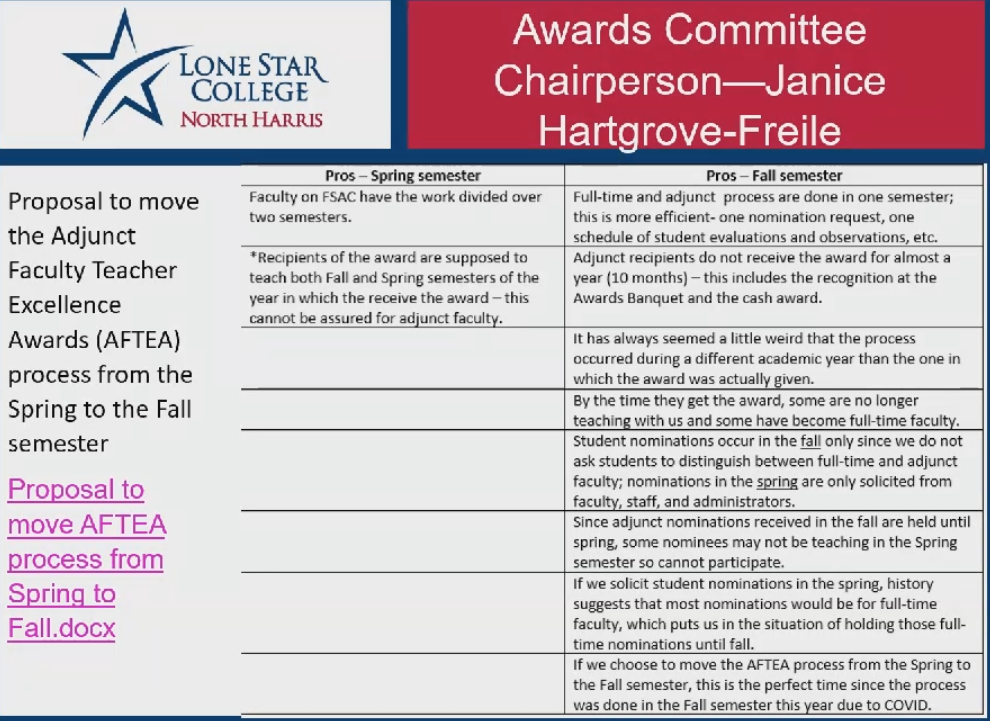 LONE STAR
COLLEGE
NORTH HARRIS
Awards Committee
Chairperson—Janice
Hartgrove-Freile
Proposal to move
the Adjunct
Faculty Teacher
Excellence
Awards (AFTEA)
process from the
Spring to the Fall
semester
Proposal to
move AFTEA
process from
Spring to
Fall.docx
Pros – Spring semester
Pros – Fall semester
Faculty on FSAC have the work divided over
two semesters.
Full-time and adjunct process are done in one semester;
this is more efficient- one nomination request, one
schedule of student evaluations and observations, etc.
*Recipients of the award are supposed to
teach both Fall and Spring semesters of the
year in which the receive the award – this
cannot be assured for adjunct faculty.
Adjunct recipients do not receive the award for almost a
year (10 months) – this includes the recognition at the
Awards Banquet and the cash award.
It has always seemed a little weird that the process
occurred during a different academic year than the one in
which the award was actually given.
By the time they get the award, some are no longer
teaching with us and some have become full-time faculty.
Student nominations occur in the fall only since we do not
ask students to distinguish between full-time and adjunct
faculty; nominations in the spring are only solicited from
faculty, staff, and administrators.
Since adjunct nominations received in the fall are held until
spring, some nominees may not be teaching in the Spring
semester so cannot participate.
If we solicit student nominations in the spring, history
suggests that most nominations would be for full-time
faculty, which puts us in the situation of holding those full-
time nominations until fall.
If we choose to move the AFTEA process from the Spring to
the Fall semester, this is the perfect time since the process
was done in the Fall semester this year due to COVID.